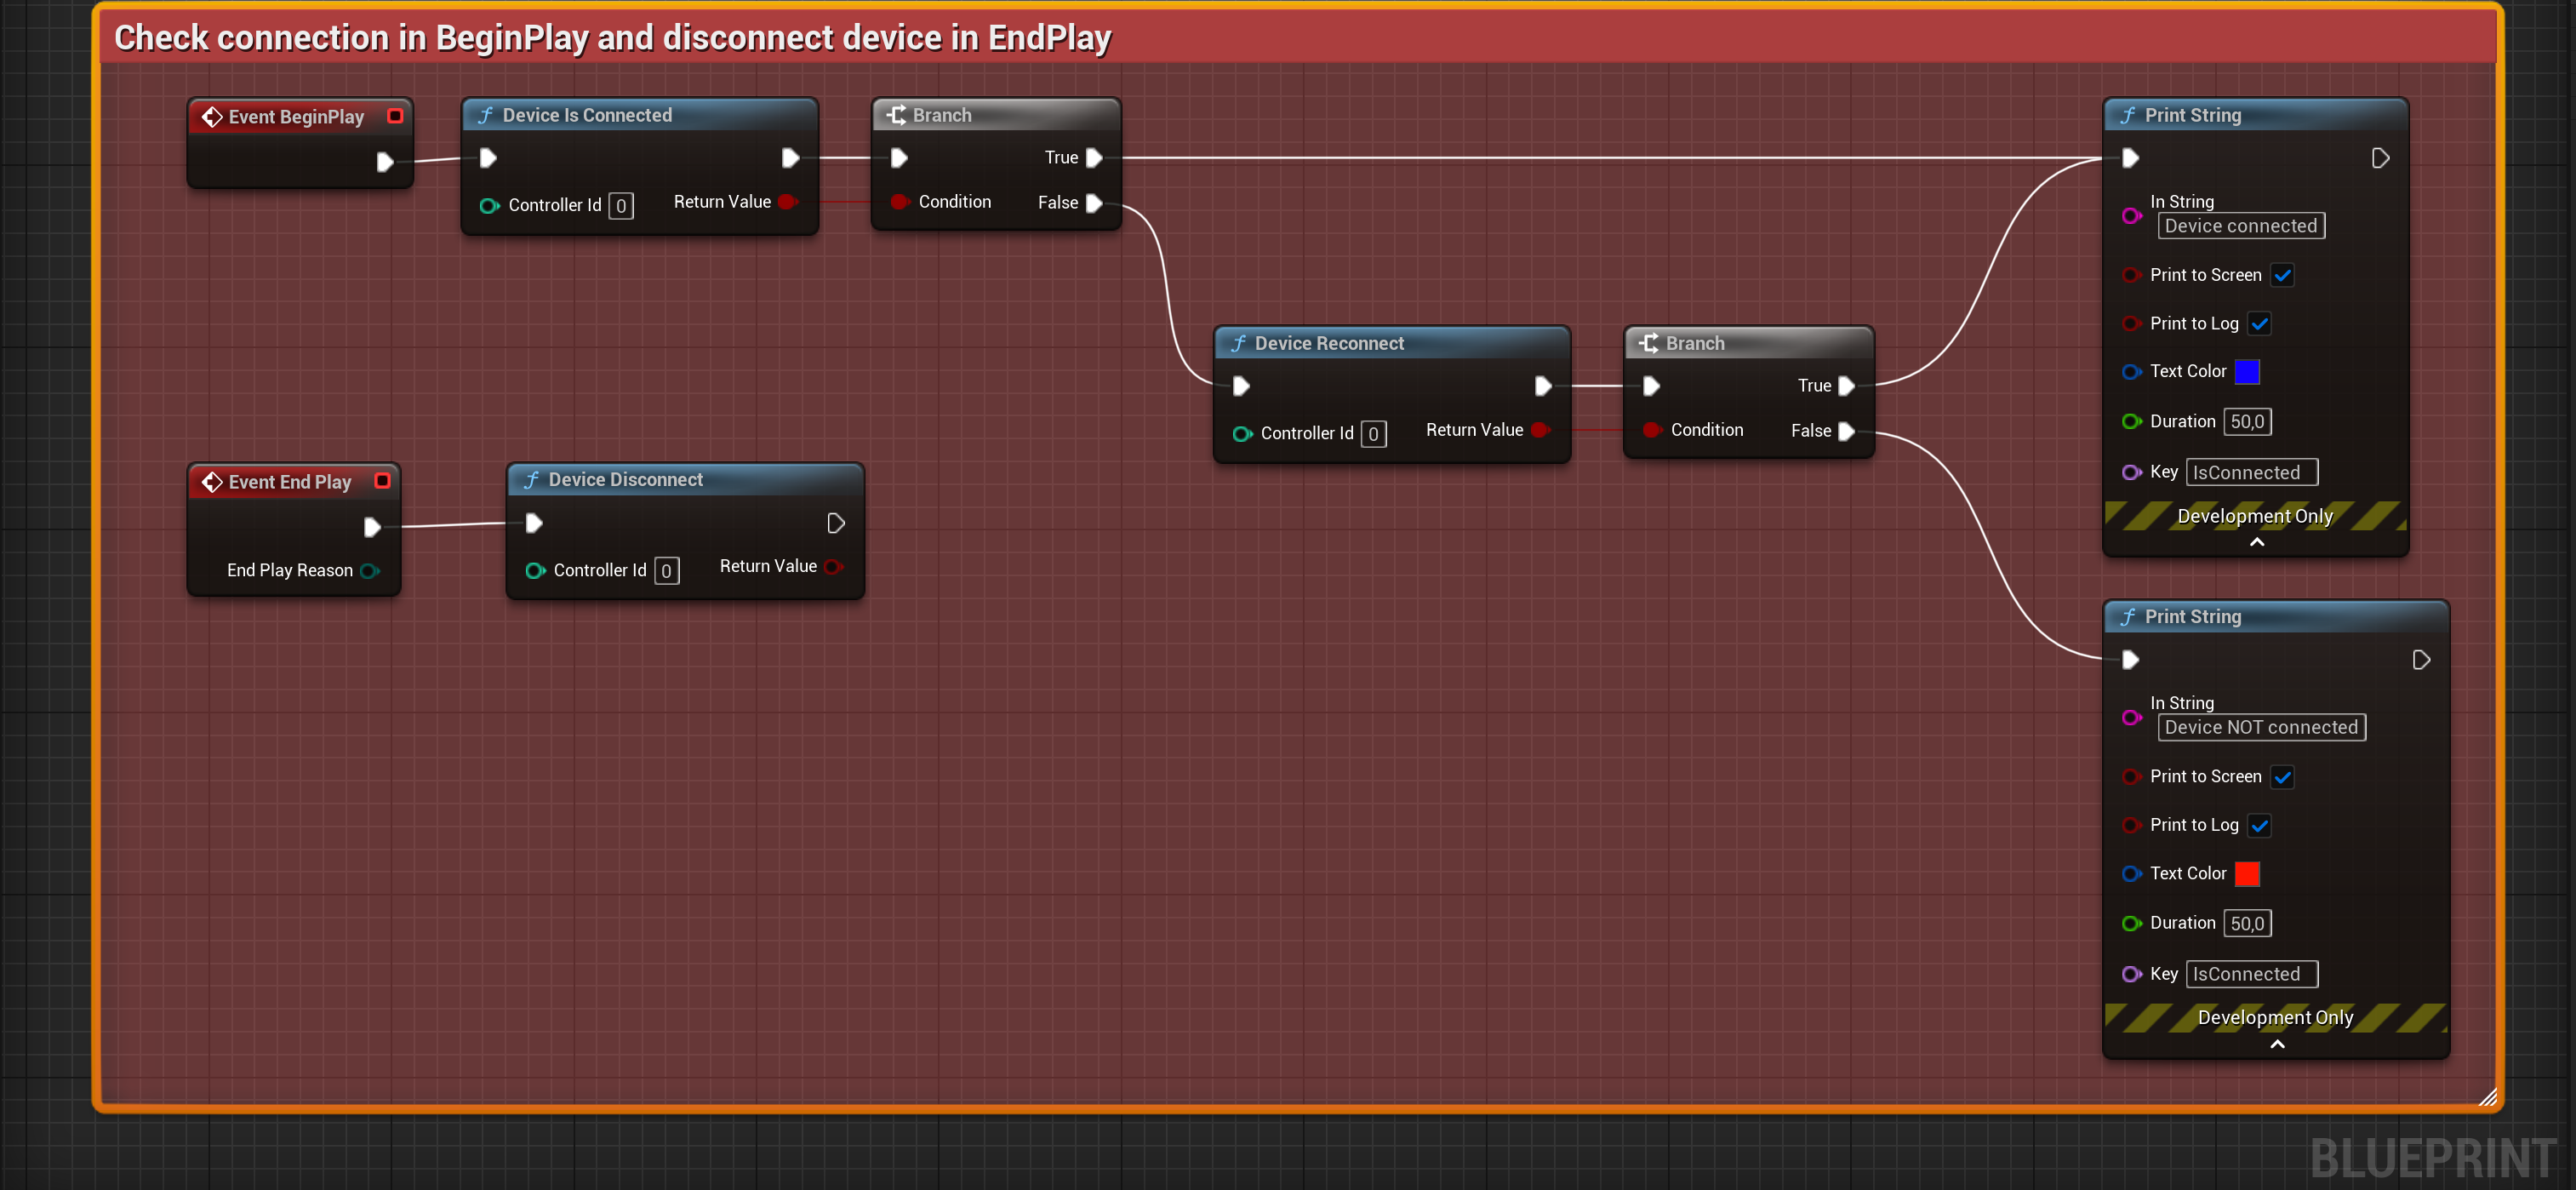 Check connection in BeginPlay and disconnect device in EndPlay
Event BeginPlay
Device Is Connected
Controller Id 0
Return Value
Branch
True
Condition
False
Device Reconnect
Controller Id 0
Return Value
Branch
True
Condition
False
Print String
In String
Device connected
Print to Screen
Print to Log
Text Color
Duration 50,0
Key IsConnected
Development Only
Event End Play
End Play Reason
Device Disconnect
Controller Id 0
Return Value
Print String
In String
Device NOT connected
Print to Screen
Print to Log
Text Color
Duration 50,0
Key IsConnected
Development Only
BLUEPRINT